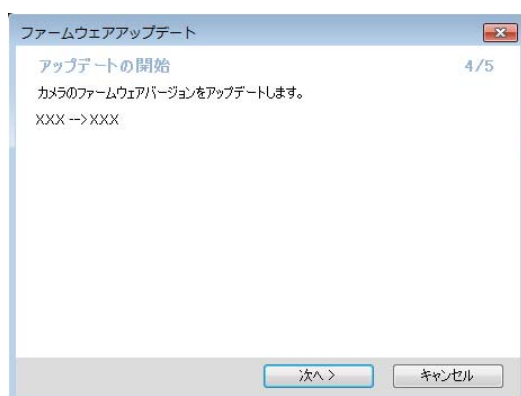 ファームウェアアップデート
アップデートの開始
4/5
カメラのファームウェアバージョンをアップデートします。
XXX -->XXX
次へ >
キャンセル